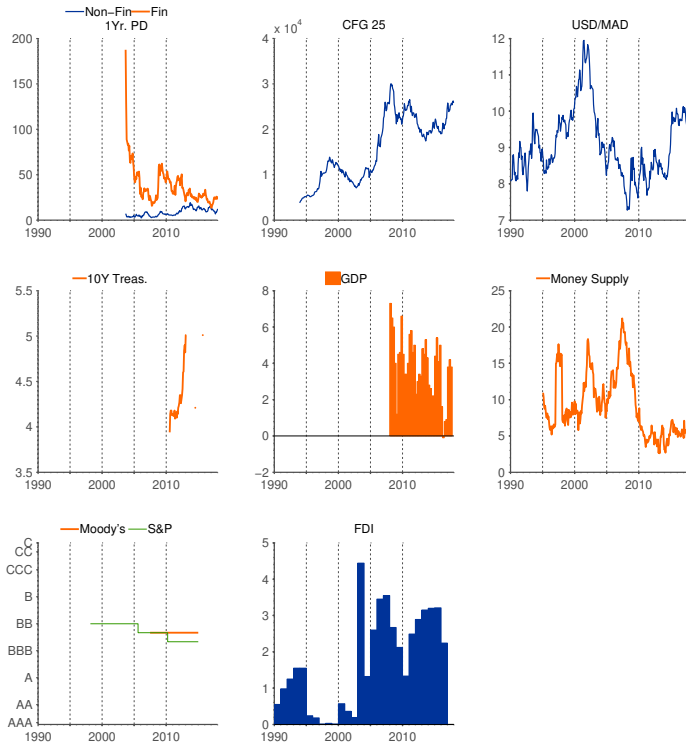 Non-Fin Fin
1Yr. PD
200
150
100
50
0
1990 2000 2010
CFG 25
x 10^4
4
3
2
1
0
1990 2000 2010
USD/MAD
12
11
10
9
8
7
1990 2000 2010
10Y Treas.
5.5
5
4.5
4
3.5
1990 2000 2010
GDP
8
6
4
2
0
−2
1990 2000 2010
Money Supply
25
20
15
10
5
0
1990 2000 2010
Moody's S&P
C
CC
CCC
B
BB
BBB
A
AA
AAA
1990 2000 2010
FDI
5
4
3
2
1
0
1990 2000 2010